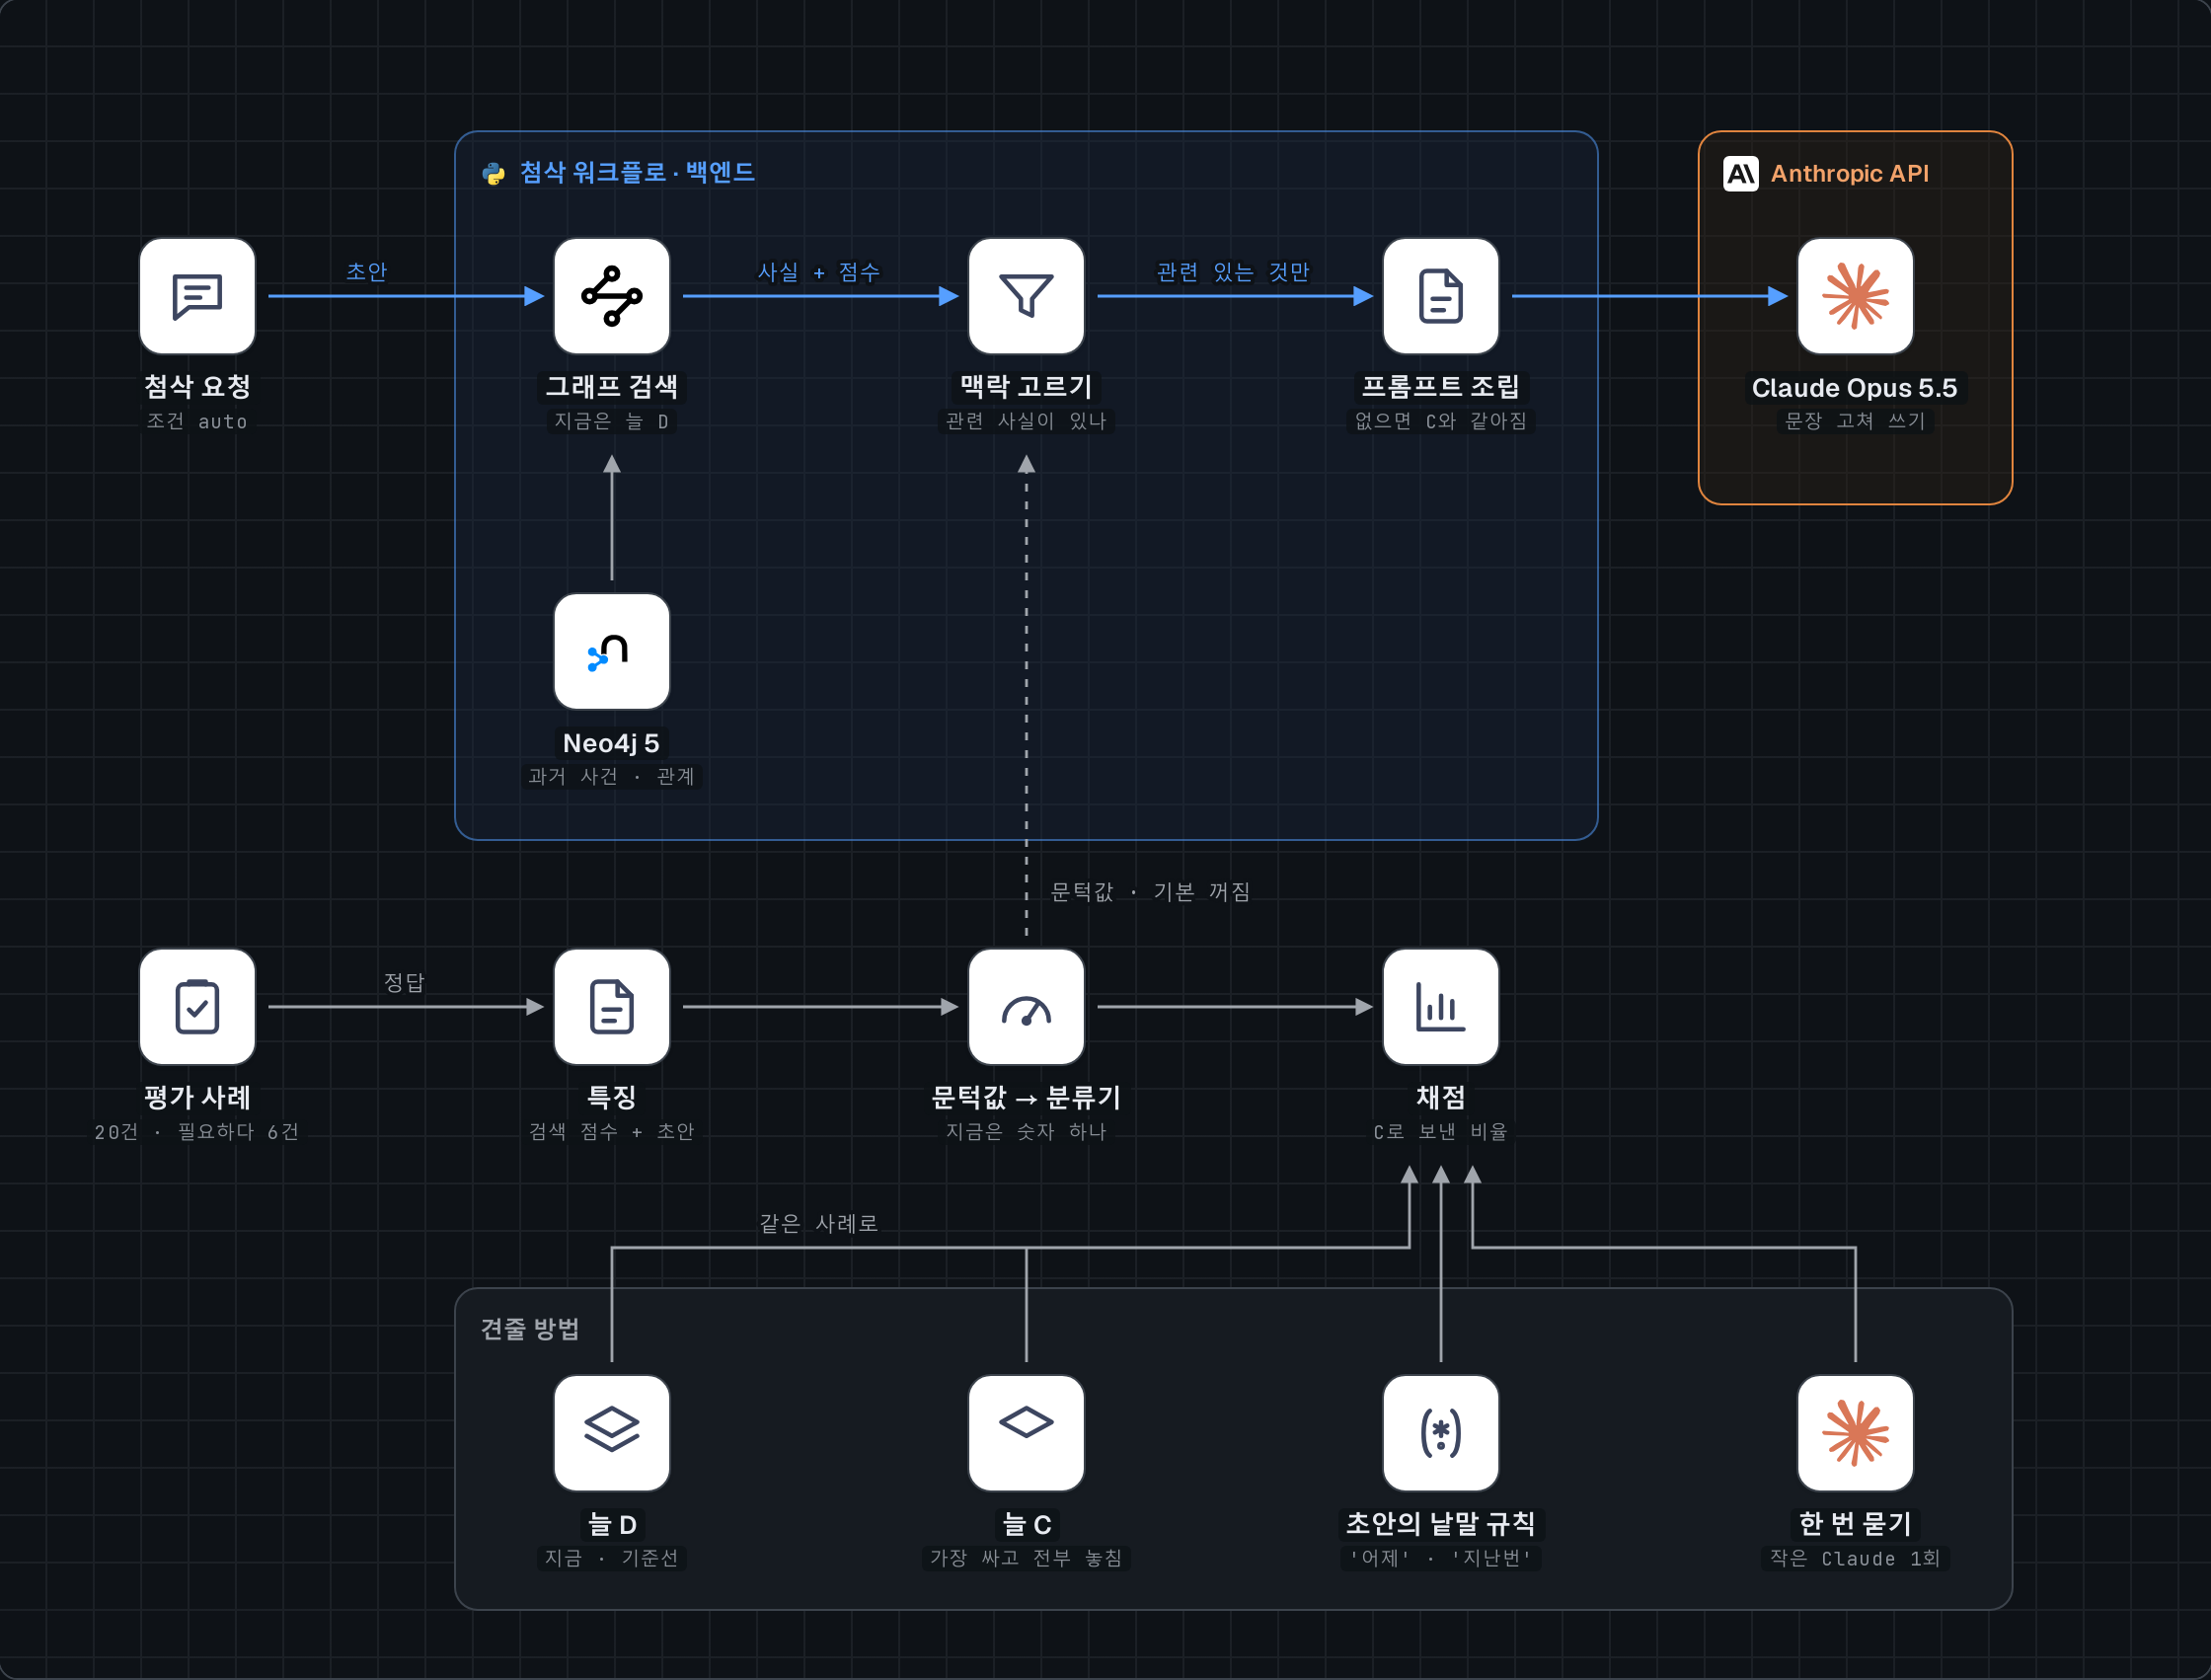 첨삭 워크플로 · 백엔드
Anthropic API
초안
사실 + 점수
관련 있는 것만
첨삭 요청
조건 auto
그래프 검색
지금은 늘 D
맥락 고르기
관련 사실이 있나
프롬프트 조립
없으면 C와 같아짐
Claude Opus 5.5
문장 고쳐 쓰기
Neo4j 5
과거 사건 · 관계
문턱값 · 기본 꺼짐
정답
평가 사례
20건 · 필요하다 6건
특징
검색 점수 + 초안
문턱값 → 분류기
지금은 숫자 하나
채점
C로 보낸 비율
같은 사례로
견줄 방법
늘 D
지금 · 기준선
늘 C
가장 싸고 전부 놓침
초안의 낱말 규칙
'어제' · '지난번'
한 번 묻기
작은 Claude 1회